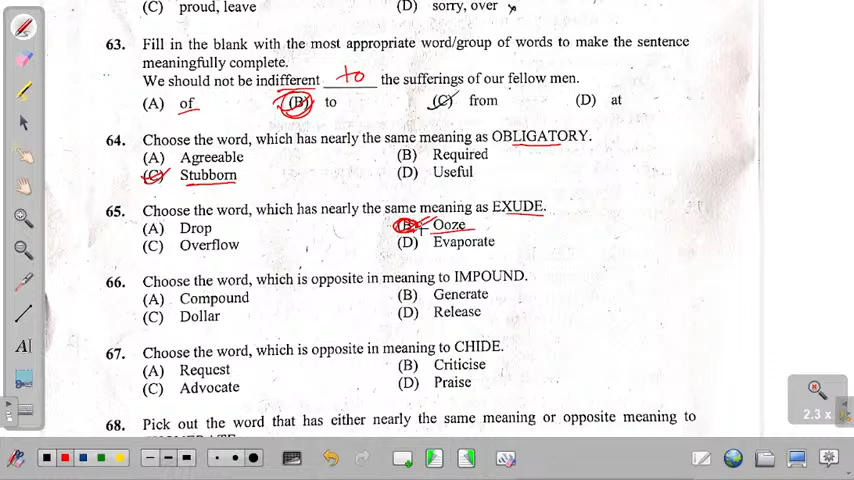 (C) proud, leave (D) sorry, over
63. Fill in the blank with the most appropriate word/group of words to make the sentence
meaningfully complete.
We should not be indifferent to the sufferings of our fellow men.
(A) of (B) to (C) from (D) at
64. Choose the word, which has nearly the same meaning as OBLIGATORY.
(A) Agreeable (B) Required
(C) Stubborn (D) Useful
65. Choose the word, which has nearly the same meaning as EXUDE.
(A) Drop (B) Ooze
(C) Overflow (D) Evaporate
66. Choose the word, which is opposite in meaning to IMPOUND.
(A) Compound (B) Generate
(C) Dollar (D) Release
67. Choose the word, which is opposite in meaning to CHIDE.
(A) Request (B) Criticise
(C) Advocate (D) Praise
68. Pick out the word that has either nearly the same meaning or opposite meaning to
A
2.3 x